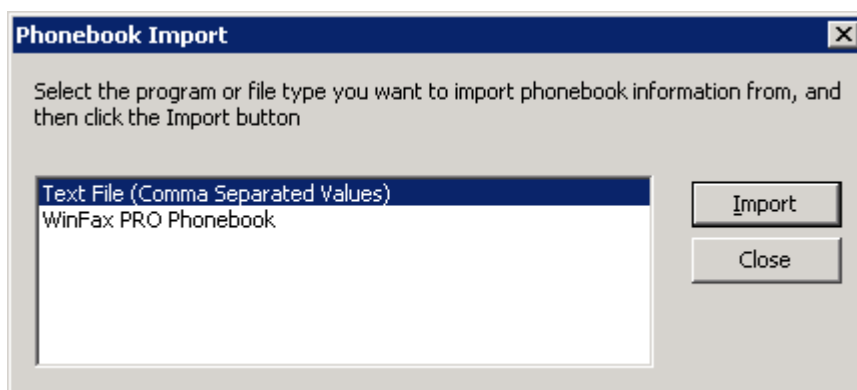 Phonebook Import
Select the program or file type you want to import phonebook information from, and
then click the Import button
Text File (Comma Separated Values)
WinFax PRO Phonebook
Import
Close